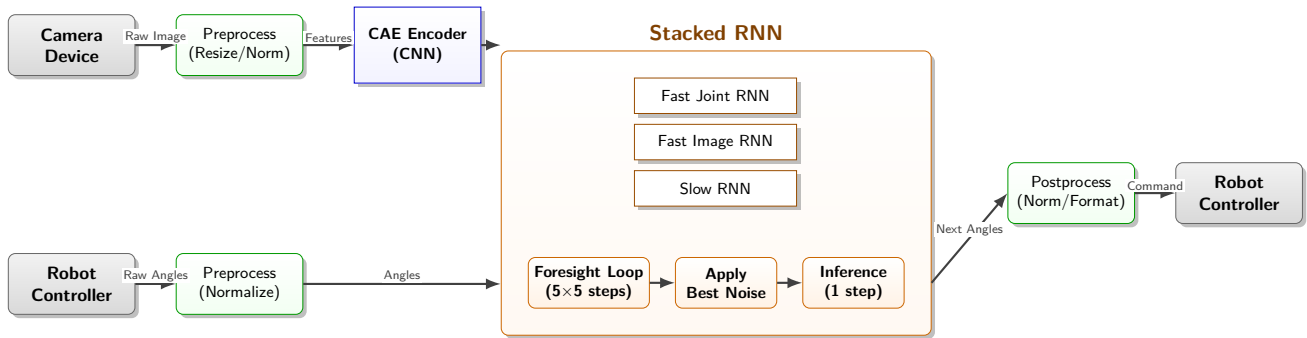 Stacked RNN
Camera
Device
Raw Image
Preprocess
(Resize/Norm)
Features
CAE Encoder
(CNN)
Fast Joint RNN
Fast Image RNN
Slow RNN
Robot
Controller
Raw Angles
Preprocess
(Normalize)
Angles
Foresight Loop
(5×5 steps)
Apply
Best Noise
Inference
(1 step)
Next Angles
Postprocess
(Norm/Format)
Command
Robot
Controller